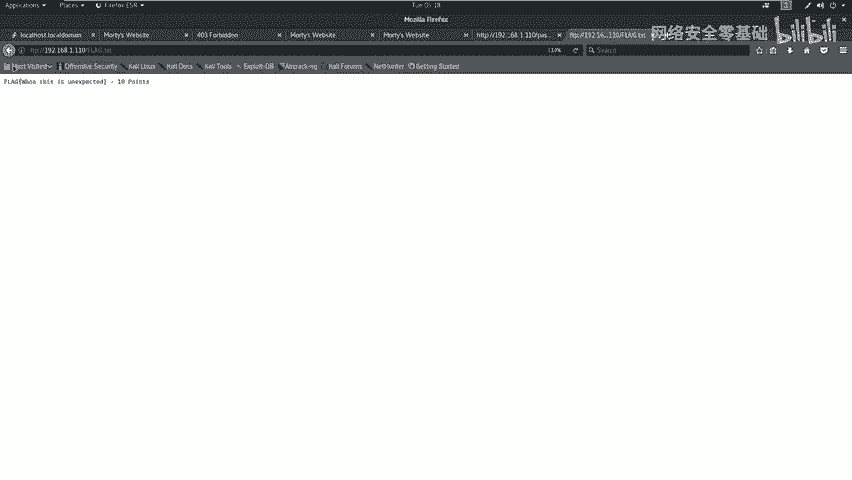 Applications ▾ Places ▾ Firefox ESR ▾ Tue 05:18
Mozilla Firefox
localhost.localdomain × Morty's Website × 403 Forbidden × Morty's Website × Morty's Website × http://192...68.1.110/pas... × ftp://192.16...110/FLAG.txt
网络安全零基础 bilibili
ftp://192.168.1.110/FLAG.txt 110% Search
Most Visited Offensive Security Kali Linux Kali Docs Kali Tools Exploit-DB Aircrack-ng Kali Forums NetHunter Getting Started
FLAG{Whoa this is unexpected} - 10 Points